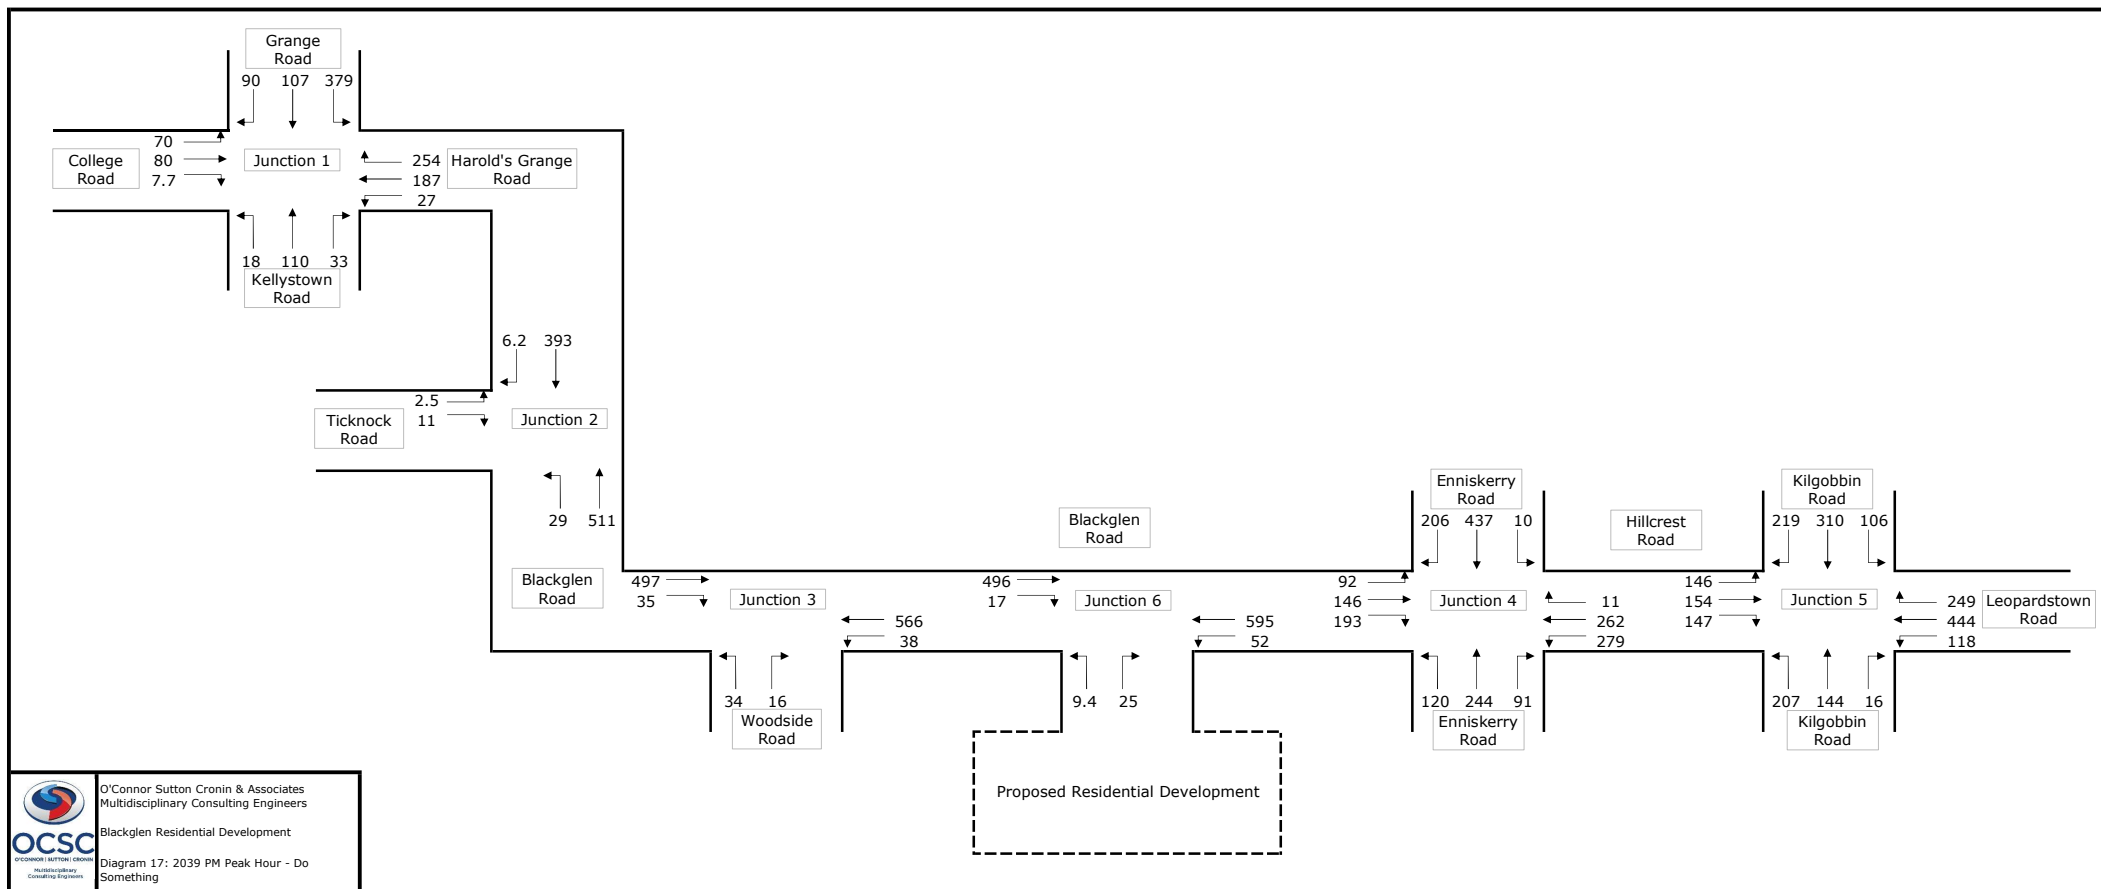 Grange
Road
90 107 379
70
80
7.7
College
Road
Junction 1
254
187
27
Harold's Grange
Road
18 110 33
Kellystown
Road
6.2 393
2.5
11
Ticknock
Road
Junction 2
29 511
Blackglen
Road
497
35
Junction 3
566
38
34 16
Woodside
Road
Blackglen
Road
496
17
Junction 6
595
52
9.4 25
Proposed Residential Development
Enniskerry
Road
206 437 10
92
146
193
Junction 4
11
262
279
120 244 91
Enniskerry
Road
Hillcrest
Road
Kilgobbin
Road
219 310 106
146
154
147
Junction 5
249
444
118
Leopardstown
Road
207 144 16
Kilgobbin
Road
OCSC
O'CONNOR | SUTTON | CRONIN
Multidisciplinary
Consulting Engineers
O'Connor Sutton Cronin & Associates
Multidisciplinary Consulting Engineers
Blackglen Residential Development
Diagram 17: 2039 PM Peak Hour - Do
Something